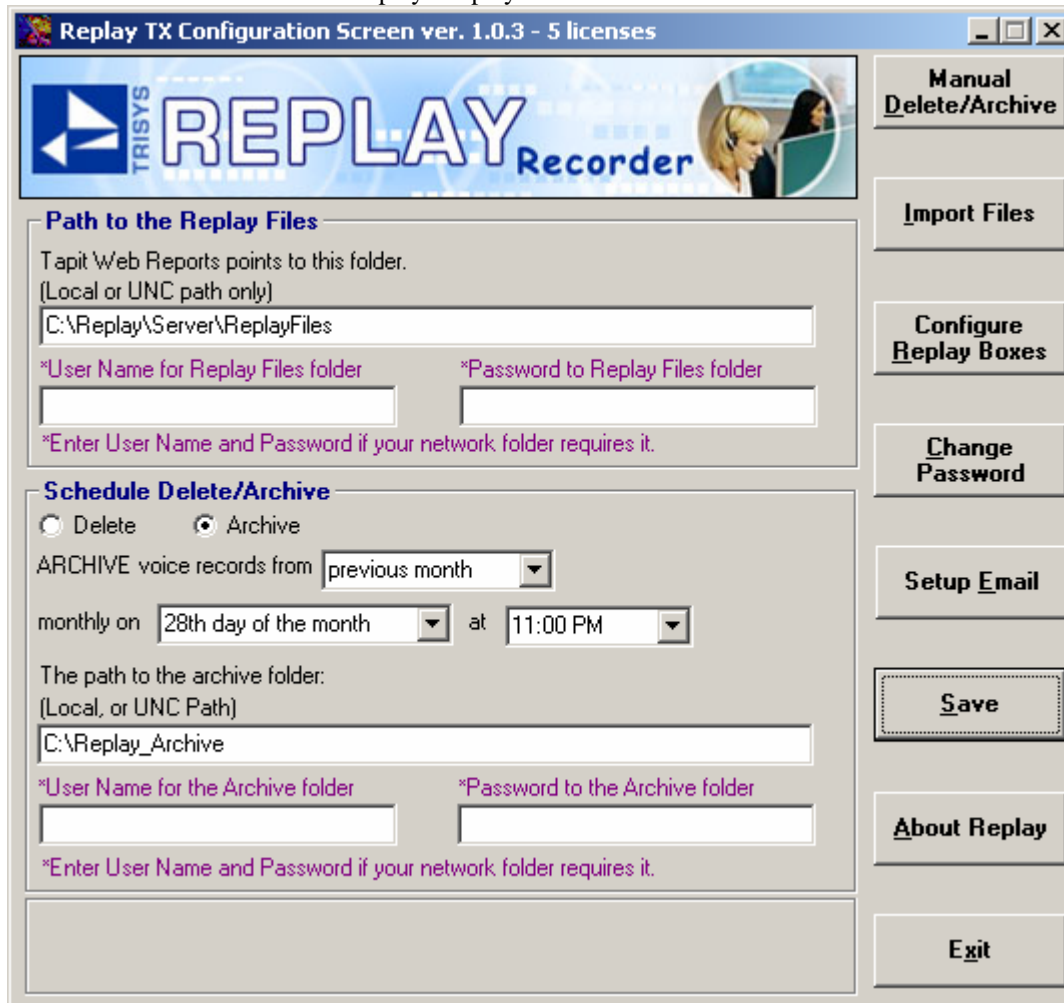 Replay TX Configuration Screen ver. 1.0.3 - 5 licenses
TRISYS
REPLAY
Recorder
Path to the Replay Files
Tapit Web Reports points to this folder.
(Local or UNC path only)
C:\Replay\Server\ReplayFiles
*User Name for Replay Files folder
*Password to Replay Files folder
*Enter User Name and Password if your network folder requires it.
Schedule Delete/Archive
Delete
Archive
ARCHIVE voice records from previous month
monthly on 28th day of the month at 11:00 PM
The path to the archive folder:
(Local, or UNC Path)
C:\Replay_Archive
*User Name for the Archive folder
*Password to the Archive folder
*Enter User Name and Password if your network folder requires it.
Manual
Delete/Archive
Import Files
Configure
Replay Boxes
Change
Password
Setup Email
Save
About Replay
Exit